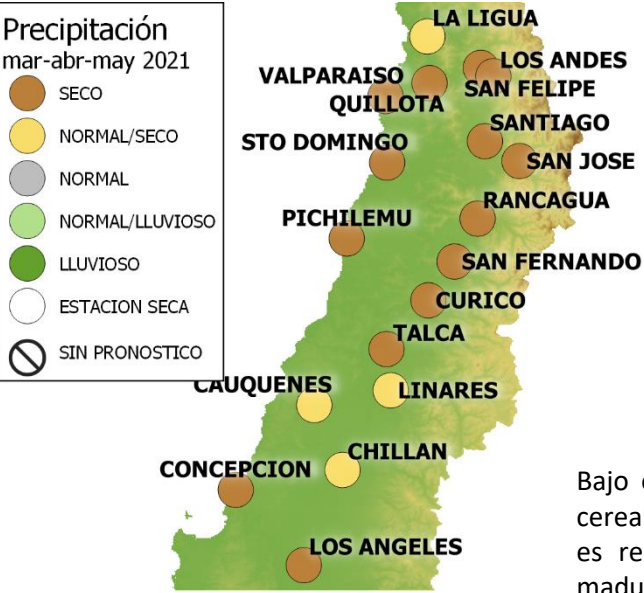 Precipitación
mar-abr-may 2021
SECO
NORMAL/SECO
NORMAL
NORMAL/LLUVIOSO
LLUVIOSO
ESTACION SECA
SIN PRONOSTICO
LA LIGUA
LOS ANDES
VALPARAISO
SAN FELIPE
QUILLOTA
SANTIAGO
STO DOMINGO
SAN JOSE
RANCAGUA
PICHILEMU
SAN FERNANDO
CURICO
TALCA
CAUQUENES
LINARES
CHILLAN
CONCEPCION
LOS ANGELES
Bajo
cerea
es re
madu